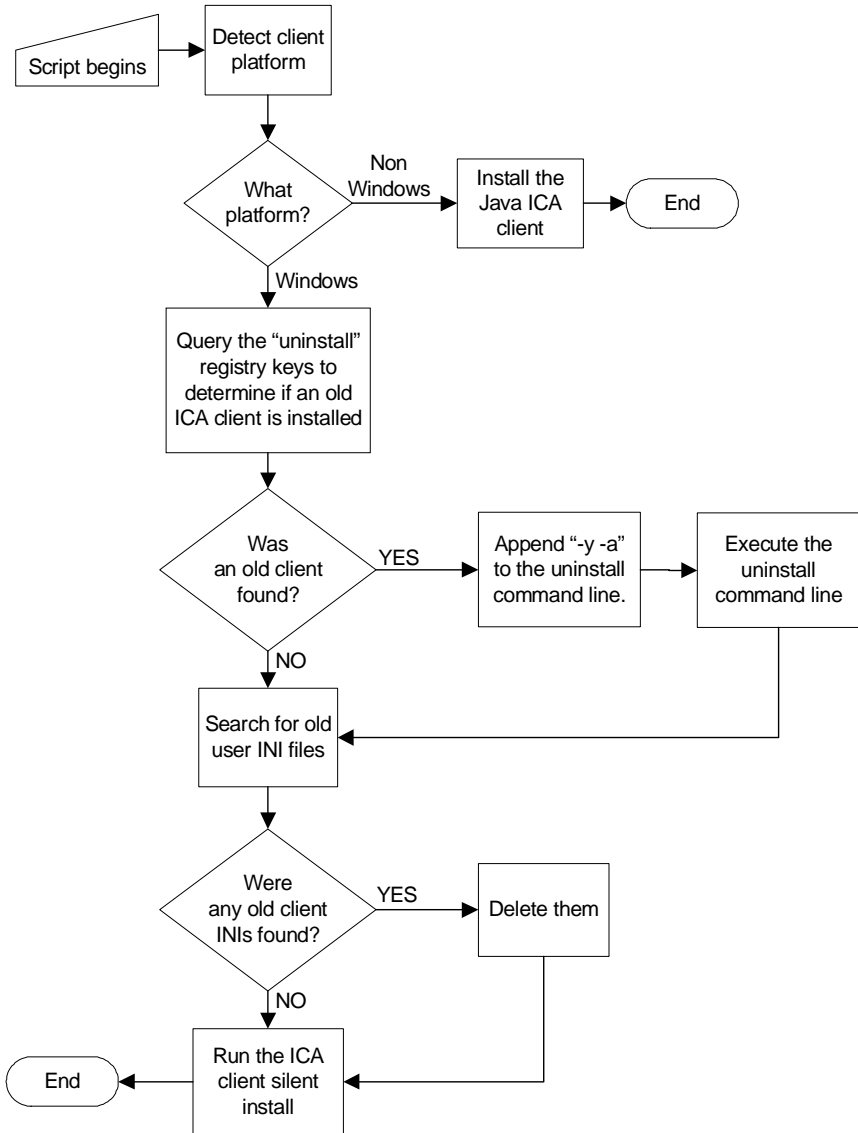 Script begins
Detect client
platform
What
platform?
Non
Windows
Install the
Java ICA
client
End
Windows
Query the “uninstall”
registry keys to
determine if an old
ICA client is installed
Was
an old client
found?
YES
Append “-y -a”
to the uninstall
command line.
Execute the
uninstall
command line
NO
Search for old
user INI files
Were
any old client
INIs found?
YES
Delete them
NO
Run the ICA
client silent
install
End